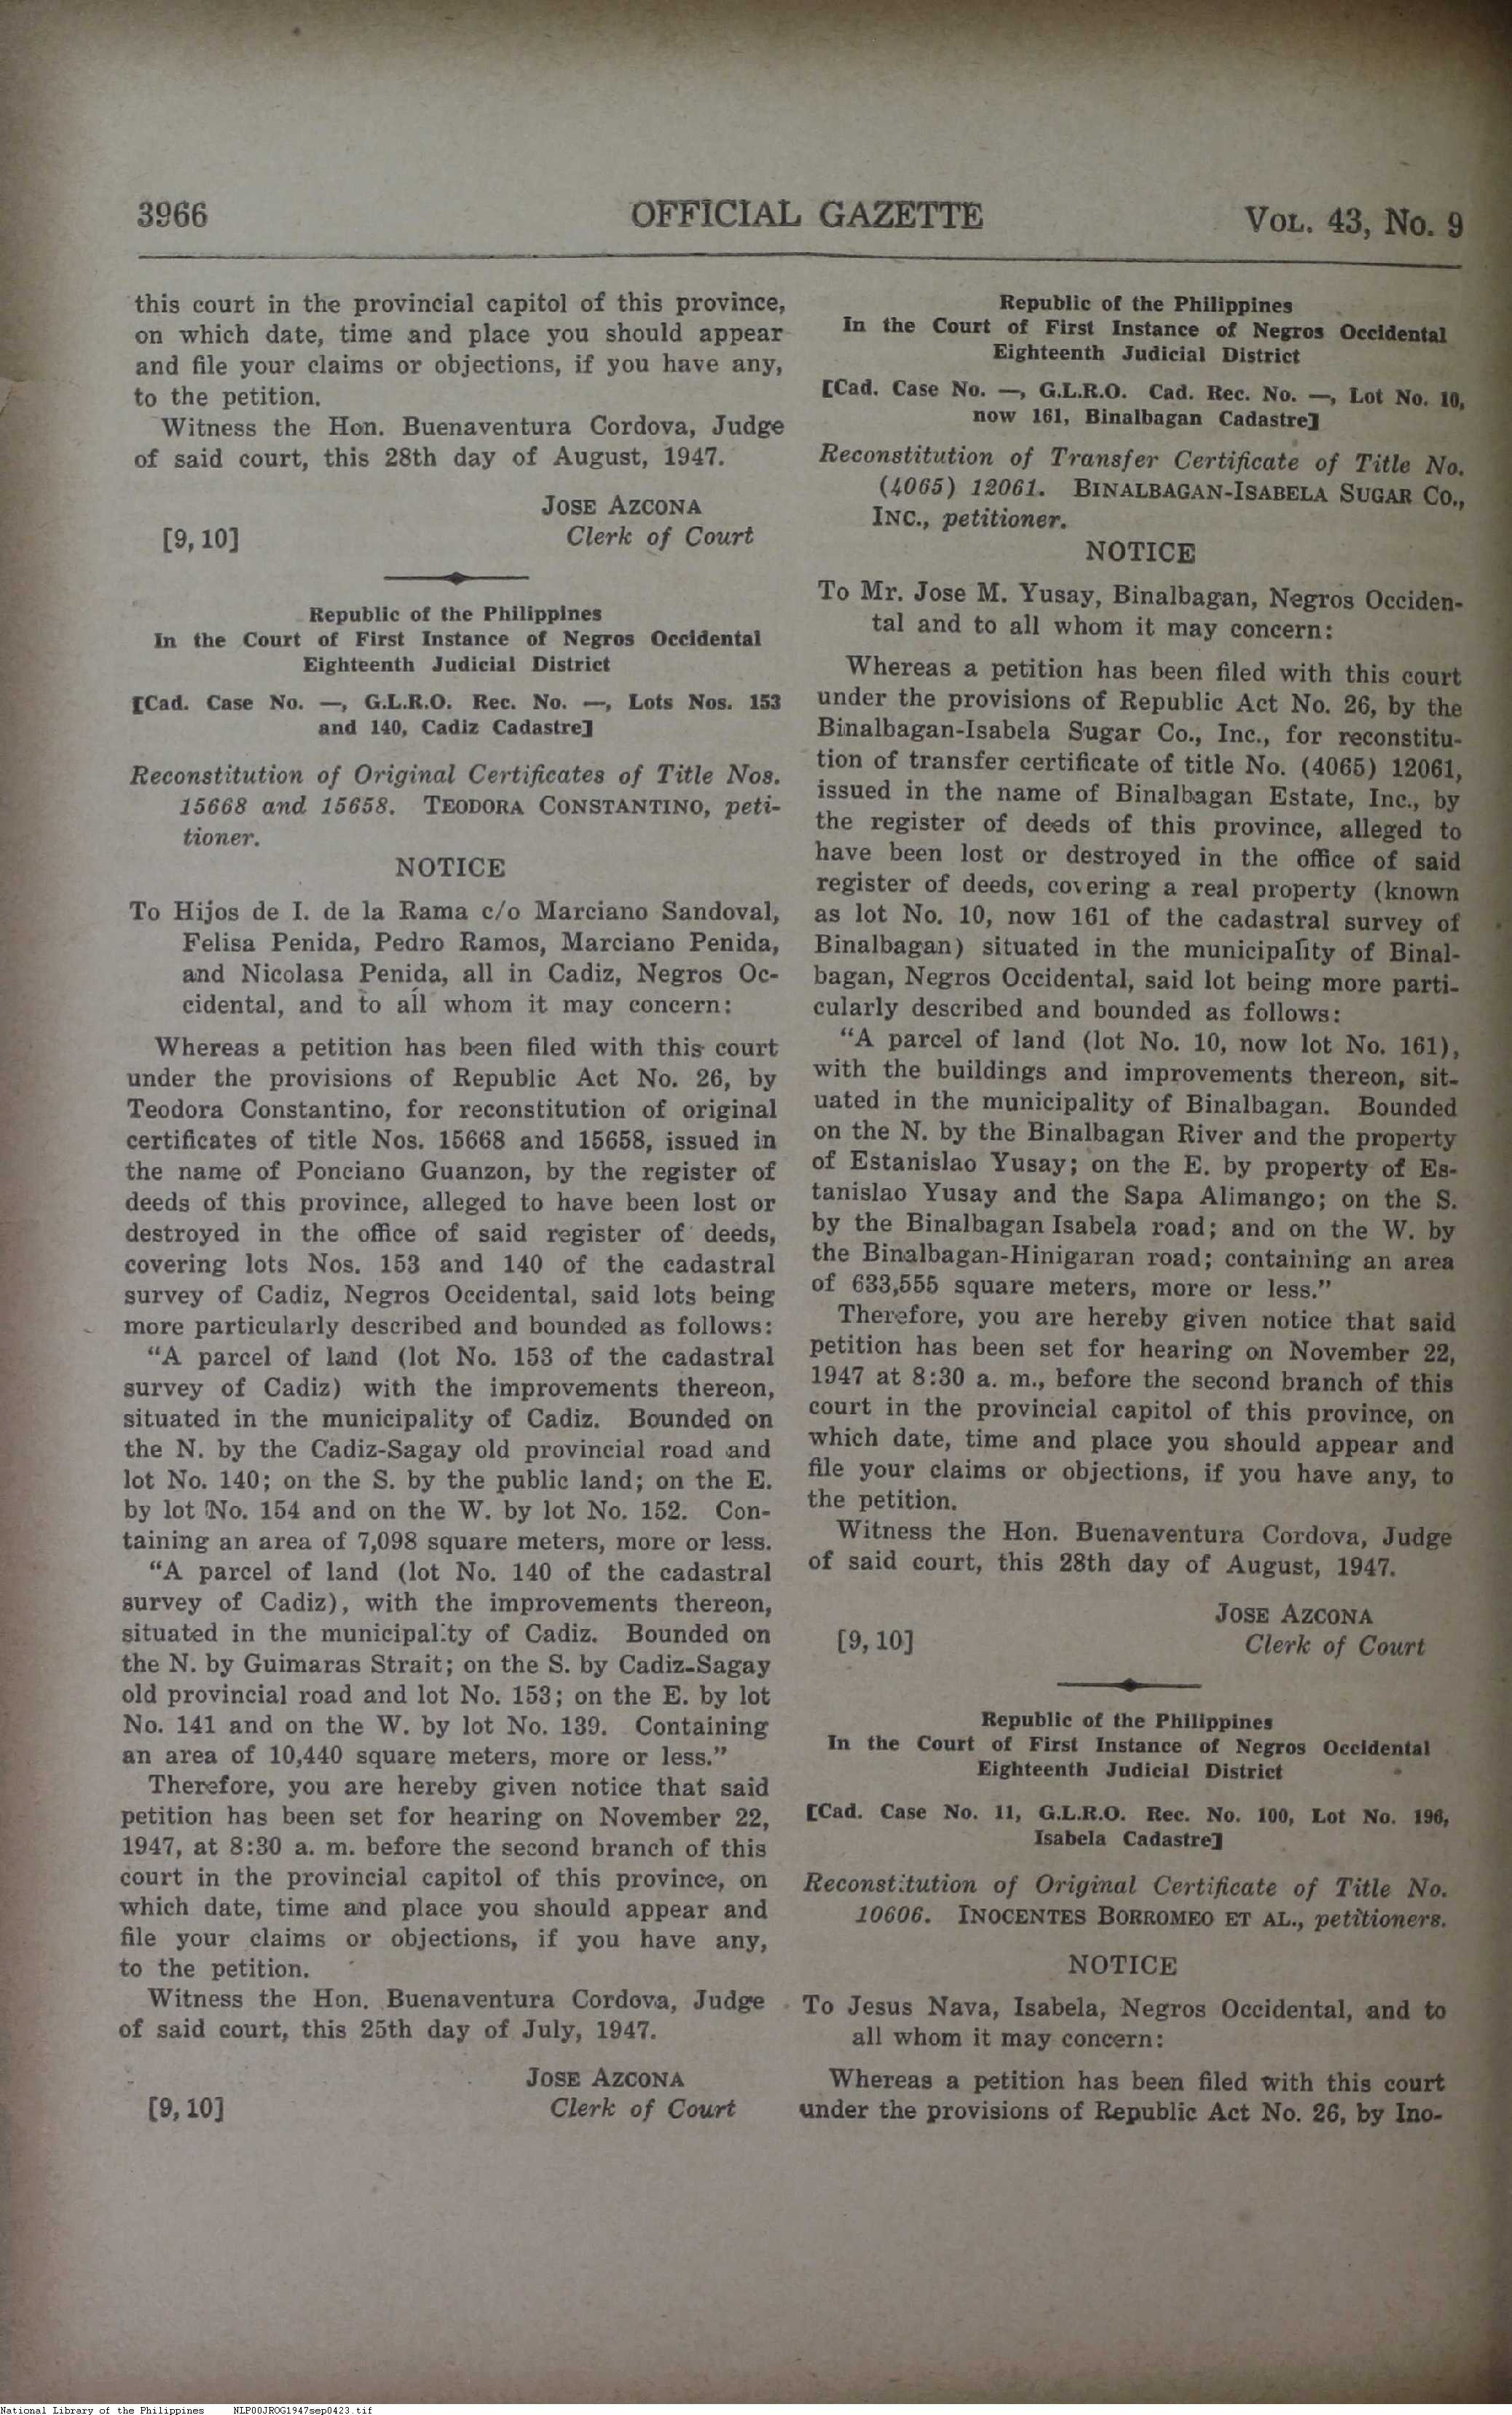 3966
OFFICIAL GAZETTE
VOL. 43, No. 9
this court in the provincial capitol of this province,
on which date, time and place you should appear
and file your claims or objections, if you have any,
to the petition.
Witness the Hon. Buenaventura Cordova, Judge
of said court, this 28th day of August, 1947.
JOSE AZCONA
[9, 10] Clerk of Court
Republic of the Philippines
In the Court of First Instance of Negros Occidental
Eighteenth Judicial District
[Cad. Case No. —, G.L.R.O. Rec. No. —, Lots Nos. 153
and 140, Cadiz Cadastre]
Reconstitution of Original Certificates of Title Nos.
15668 and 15658. TEODORA CONSTANTINO, peti-
tioner.
NOTICE
To Hijos de I. de la Rama c/o Marciano Sandoval,
Felisa Penida, Pedro Ramos, Marciano Penida,
and Nicolasa Penida, all in Cadiz, Negros Oc-
cidental, and to all whom it may concern:
Whereas a petition has been filed with this court
under the provisions of Republic Act No. 26, by
Teodora Constantino, for reconstitution of original
certificates of title Nos. 15668 and 15658, issued in
the name of Ponciano Guanzon, by the register of
deeds of this province, alleged to have been lost or
destroyed in the office of said register of deeds,
covering lots Nos. 153 and 140 of the cadastral
survey of Cadiz, Negros Occidental, said lots being
more particularly described and bounded as follows:
"A parcel of land (lot No. 153 of the cadastral
survey of Cadiz) with the improvements thereon,
situated in the municipality of Cadiz. Bounded on
the N. by the Cadiz-Sagay old provincial road and
lot No. 140; on the S. by the public land; on the E.
by lot No. 154 and on the W. by lot No. 152. Con-
taining an area of 7,098 square meters, more or less.
"A parcel of land (lot No. 140 of the cadastral
survey of Cadiz), with the improvements thereon,
situated in the municipality of Cadiz. Bounded on
the N. by Guimaras Strait; on the S. by Cadiz-Sagay
old provincial road and lot No. 153; on the E. by lot
No. 141 and on the W. by lot No. 139. Containing
an area of 10,440 square meters, more or less."
Therefore, you are hereby given notice that said
petition has been set for hearing on November 22,
1947, at 8:30 a. m. before the second branch of this
court in the provincial capitol of this province, on
which date, time and place you should appear and
file your claims or objections, if you have any,
to the petition.
Witness the Hon. Buenaventura Cordova, Judge
of said court, this 25th day of July, 1947.
JOSE AZCONA
[9, 10] Clerk of Court
Republic of the Philippines
In the Court of First Instance of Negros Occidental
Eighteenth Judicial District
[Cad. Case No. —, G.L.R.O. Cad. Rec. No. —, Lot No. 10,
now 161, Binalbagan Cadastre]
Reconstitution of Transfer Certificate of Title No.
(4065) 12061. BINALBAGAN-ISABELA SUGAR CO.,
INC., petitioner.
NOTICE
To Mr. Jose M. Yusay, Binalbagan, Negros Occiden-
tal and to all whom it may concern:
Whereas a petition has been filed with this court
under the provisions of Republic Act No. 26, by the
Binalbagan-Isabela Sugar Co., Inc., for reconstitu-
tion of transfer certificate of title No. (4065) 12061,
issued in the name of Binalbagan Estate, Inc., by
the register of deeds of this province, alleged to
have been lost or destroyed in the office of said
register of deeds, covering a real property (known
as lot No. 10, now 161 of the cadastral survey of
Binalbagan) situated in the municipality of Binal-
bagan, Negros Occidental, said lot being more parti-
cularly described and bounded as follows:
"A parcel of land (lot No. 10, now lot No. 161),
with the buildings and improvements thereon, sit-
uated in the municipality of Binalbagan. Bounded
on the N. by the Binalbagan River and the property
of Estanislao Yusay; on the E. by property of Es-
tanislao Yusay and the Sapa Alimango; on the S.
by the Binalbagan Isabela road; and on the W. by
the Binalbagan-Hinigaran road; containing an area
of 633,555 square meters, more or less."
Therefore, you are hereby given notice that said
petition has been set for hearing on November 22,
1947 at 8:30 a. m., before the second branch of this
court in the provincial capitol of this province, on
which date, time and place you should appear and
file your claims or objections, if you have any, to
the petition.
Witness the Hon. Buenaventura Cordova, Judge
of said court, this 28th day of August, 1947.
JOSE AZCONA
[9, 10] Clerk of Court
Republic of the Philippines
In the Court of First Instance of Negros Occidental
Eighteenth Judicial District
[Cad. Case No. 11, G.L.R.O. Rec. No. 100, Lot No. 196,
Isabela Cadastre]
Reconstitution of Original Certificate of Title No.
10606. INOCENTES BORROMEO ET AL., petitioners.
NOTICE
To Jesus Nava, Isabela, Negros Occidental, and to
all whom it may concern:
Whereas a petition has been filed with this court
under the provisions of Republic Act No. 26, by Ino-
National Library of the Philippines NLP00JROG1947sep0423.tif